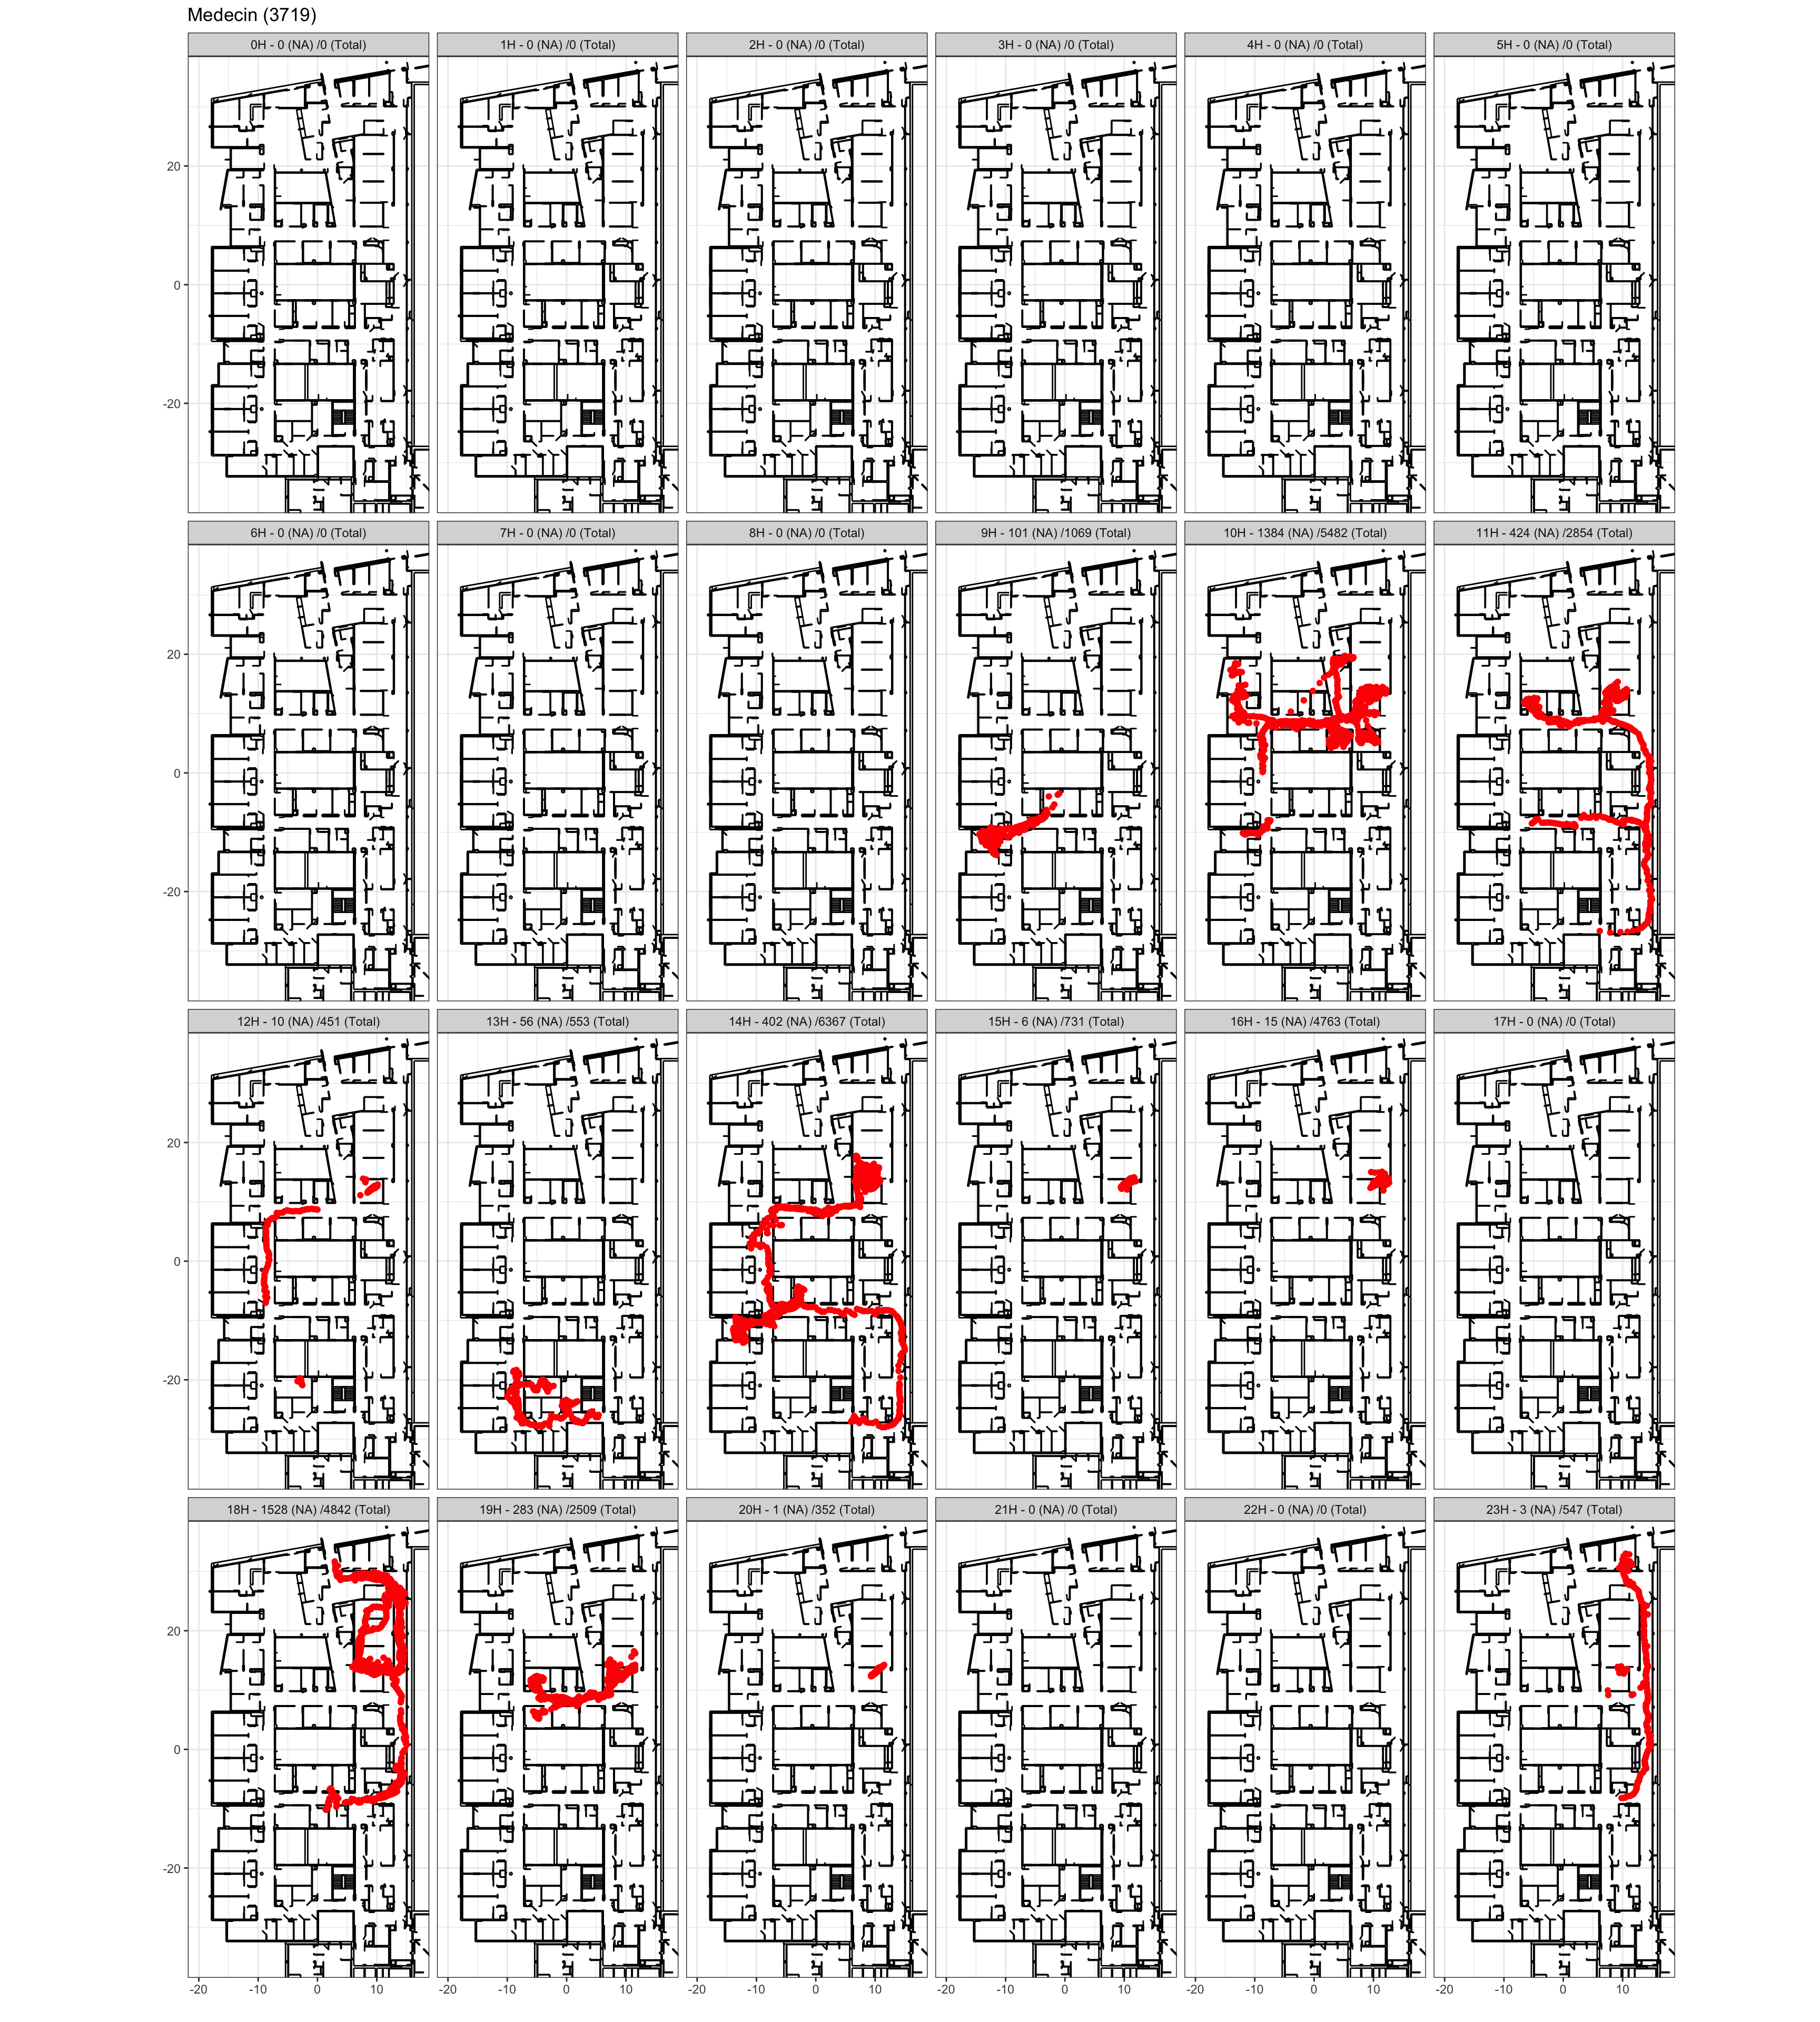 Medecin (3719)
0H - 0 (NA) /0 (Total) 1H - 0 (NA) /0 (Total) 2H - 0 (NA) /0 (Total) 3H - 0 (NA) /0 (Total) 4H - 0 (NA) /0 (Total) 5H - 0 (NA) /0 (Total)
20
0
-20
6H - 0 (NA) /0 (Total) 7H - 0 (NA) /0 (Total) 8H - 0 (NA) /0 (Total) 9H - 101 (NA) /1069 (Total) 10H - 1384 (NA) /5482 (Total) 11H - 424 (NA) /2854 (Total)
20
0
-20
12H - 10 (NA) /451 (Total) 13H - 56 (NA) /553 (Total) 14H - 402 (NA) /6367 (Total) 15H - 6 (NA) /731 (Total) 16H - 15 (NA) /4763 (Total) 17H - 0 (NA) /0 (Total)
20
0
-20
18H - 1528 (NA) /4842 (Total) 19H - 283 (NA) /2509 (Total) 20H - 1 (NA) /352 (Total) 21H - 0 (NA) /0 (Total) 22H - 0 (NA) /0 (Total) 23H - 3 (NA) /547 (Total)
20
0
-20
-20 -10 0 10 -20 -10 0 10 -20 -10 0 10 -20 -10 0 10 -20 -10 0 10 -20 -10 0 10